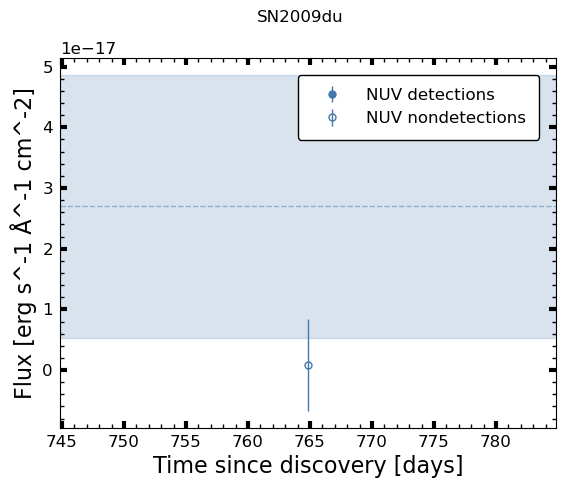 SN2009du
1e−17
5
4
3
2
1
0
Flux [erg s^-1 Å^-1 cm^-2]
NUV detections
NUV nondetections
745 750 755 760 765 770 775 780
Time since discovery [days]